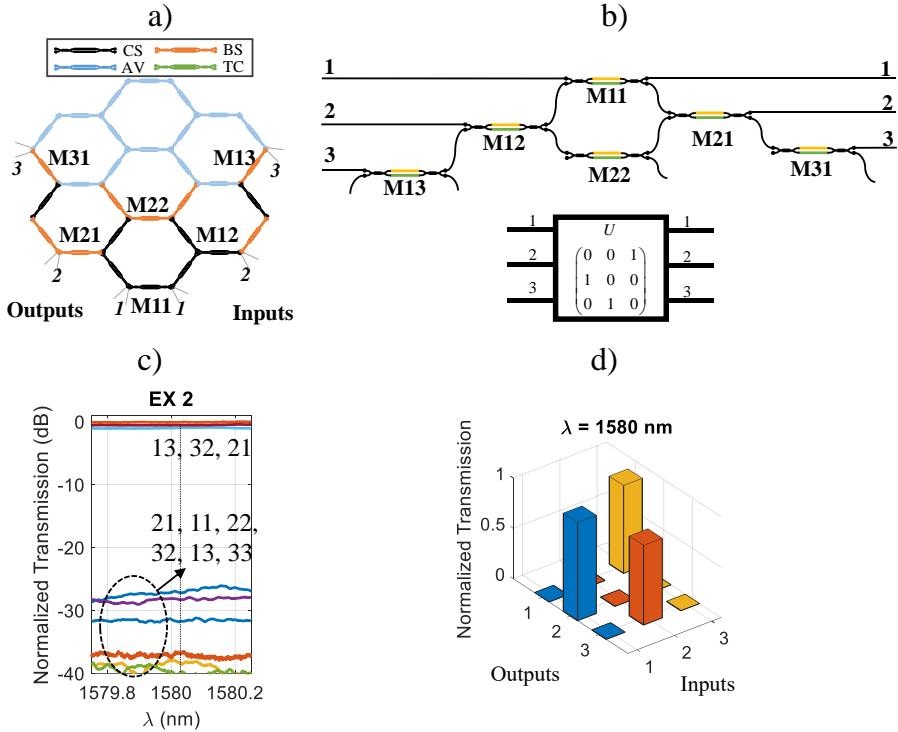 a)
CS BS
AV TC
M31 M13
3 3
M22
M21 M12
2 2
Outputs 1 M11 1 Inputs
b)
1 1
M11
2 2
M12 M21
3 3
M13 M22 M31
U
1 1
0 0 1
2 2
1 0 0
3 3
0 1 0
c)
EX 2
Normalized Transmission (dB)
0
-10
-20
-30
-40
13, 32, 21
21, 11, 22,
32, 13, 33
1579.8 1580 1580.2
λ (nm)
d)
λ = 1580 nm
Normalized Transmission
1
0.5
0
1 2 3
Outputs
1 2 3
Inputs